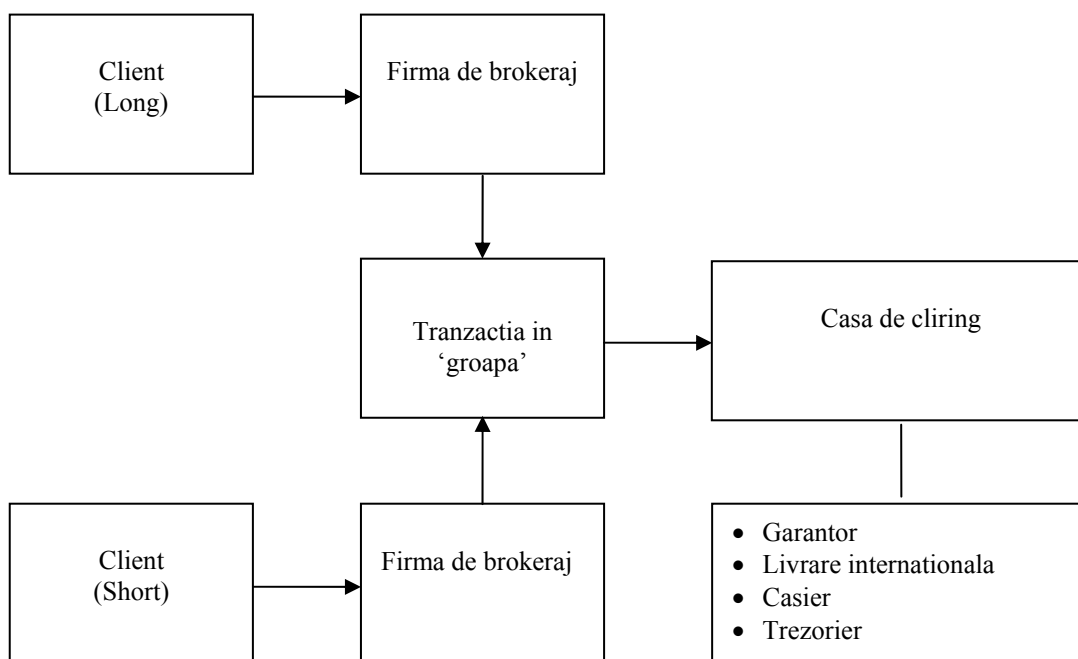 Client
(Long)
Firma de brokeraj
Tranzactia in
‘groapa’
Casa de cliring
Client
(Short)
Firma de brokeraj
• Garantor
• Livrare internationala
• Casier
• Trezorier